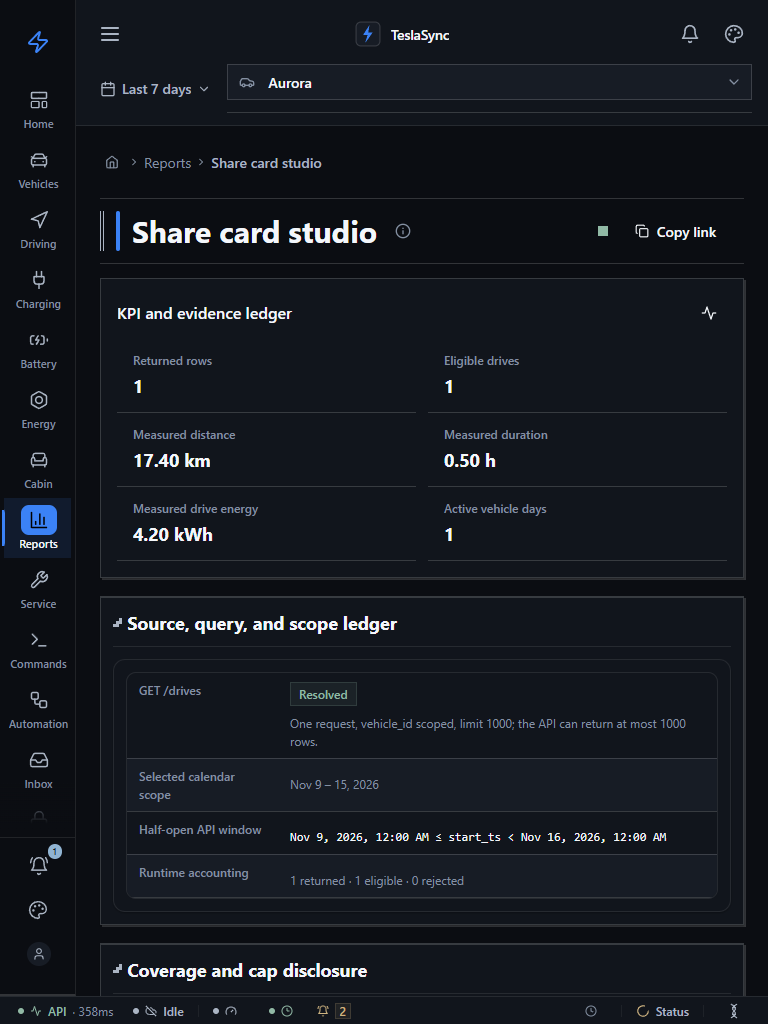 TeslaSync
Last 7 days
Aurora
Home
Vehicles
Driving
Charging
Battery
Energy
Cabin
Reports
Service
Commands
Automation
Inbox
1
Reports
Share card studio
Share card studio
Copy link
KPI and evidence ledger
Returned rows
1
Eligible drives
1
Measured distance
17.40 km
Measured duration
0.50 h
Measured drive energy
4.20 kWh
Active vehicle days
1
Source, query, and scope ledger
GET /drives
Resolved
One request, vehicle_id scoped, limit 1000; the API can return at most 1000
rows.
Selected calendar
scope
Nov 9 – 15, 2026
Half-open API window
Nov 9, 2026, 12:00 AM ≤ start_ts < Nov 16, 2026, 12:00 AM
Runtime accounting
1 returned · 1 eligible · 0 rejected
Coverage and cap disclosure
API · 358ms
Idle
2
Status